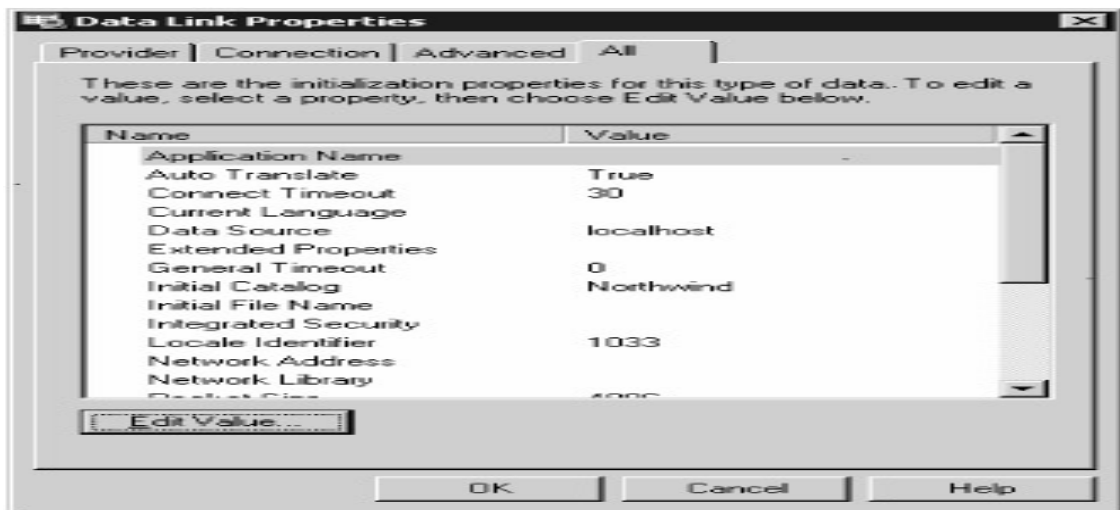 Data Link Properties
Provider Connection Advanced All
These are the initialization properties for this type of data. To edit a
value, select a property, then choose Edit Value below.
Name Value
Application Name
Auto Translate True
Connect Timeout 30
Current Language
Data Source localhost
Extended Properties
General Timeout 0
Initial Catalog Northwind
Initial File Name
Integrated Security
Locale Identifier 1033
Network Address
Network Library
Packet Size 4096
Edit Value...
OK Cancel Help